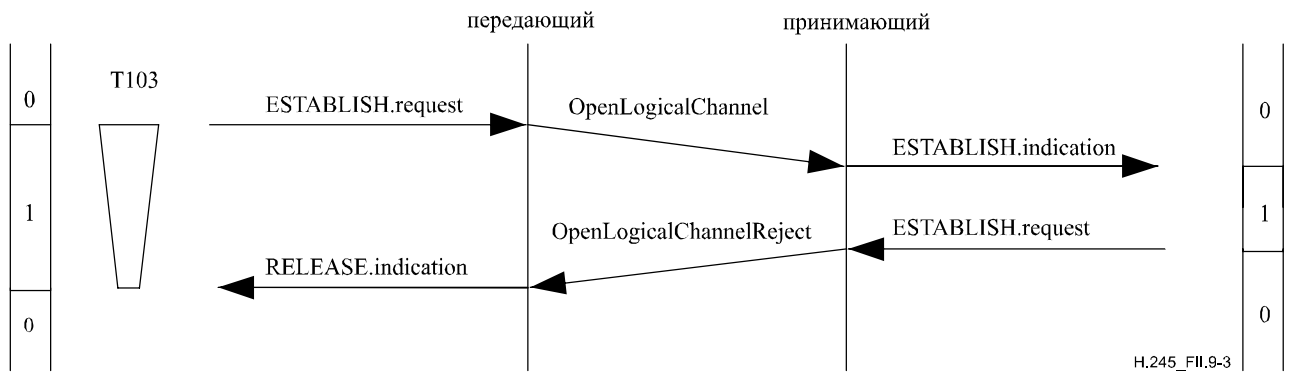 передающий
принимающий
T103
0
ESTABLISH.request
OpenLogicalChannel
0
ESTABLISH.indication
1
1
OpenLogicalChannelReject
ESTABLISH.request
RELEASE.indication
0
0
H.245_FII.9-3